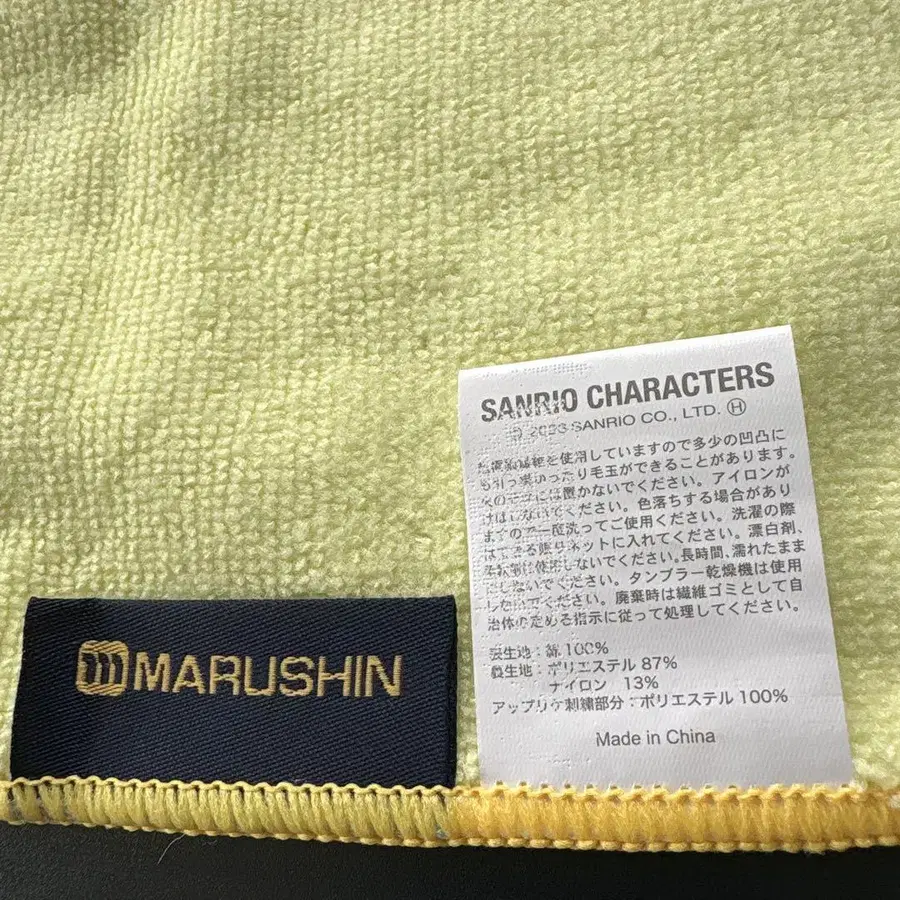 MARUSHIN
SANRIO CHARACTERS
SANRIO CO., LTD. Ⓗ
を使用していますので多少の凹凸に
り毛玉ができることがあります。
は置かないでください。アイロンが
ください。色落ちする場合があり
洗ってご使用ください。洗濯の際
ネットに入れてください。漂白剤、
使用しないでください。長時間、濡れたまま
しないでください。タンブラー乾燥機は使用
ください。廃棄時は繊維ゴミとして自
治体の定める指示に従って処理してください。
表生地：綿 100%
裏生地：ポリエステル 87%
ナイロン 13%
アップリケ刺繍部分：ポリエステル 100%
Made in China